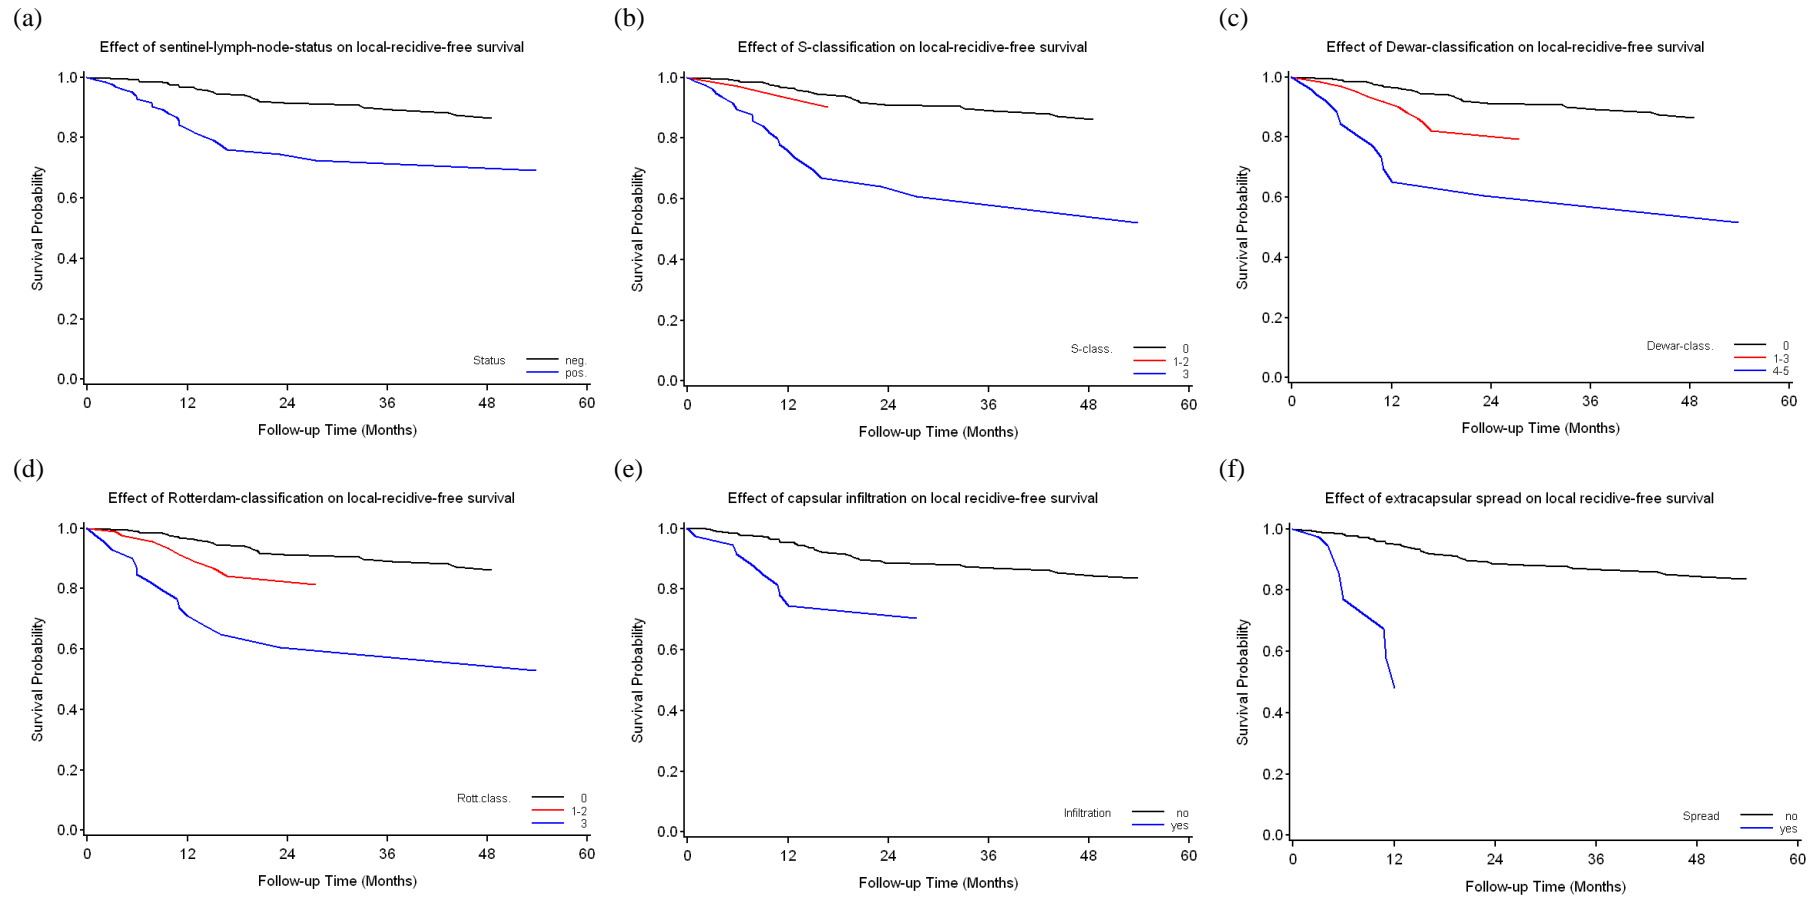 (a)
Effect of sentinel-lymph-node-status on local-recidive-free survival
1.0
0.8
0.6
0.4
0.2
0.0
Survival Probability
Status
neg.
pos.
0 12 24 36 48 60
Follow-up Time (Months)
(b)
Effect of S-classification on local-recidive-free survival
1.0
0.8
0.6
0.4
0.2
0.0
Survival Probability
S-class.
0
1-2
3
0 12 24 36 48 60
Follow-up Time (Months)
(c)
Effect of Dewar-classification on local-recidive-free survival
1.0
0.8
0.6
0.4
0.2
0.0
Survival Probability
Dewar-class.
0
1-3
4-5
0 12 24 36 48 60
Follow-up Time (Months)
(d)
Effect of Rotterdam-classification on local-recidive-free survival
1.0
0.8
0.6
0.4
0.2
0.0
Survival Probability
Rott.class.
0
1-2
3
0 12 24 36 48 60
Follow-up Time (Months)
(e)
Effect of capsular infiltration on local recidive-free survival
1.0
0.8
0.6
0.4
0.2
0.0
Survival Probability
Infiltration
no
yes
0 12 24 36 48 60
Follow-up Time (Months)
(f)
Effect of extracapsular spread on local recidive-free survival
1.0
0.8
0.6
0.4
0.2
0.0
Survival Probability
Spread
no
yes
0 12 24 36 48 60
Follow-up Time (Months)